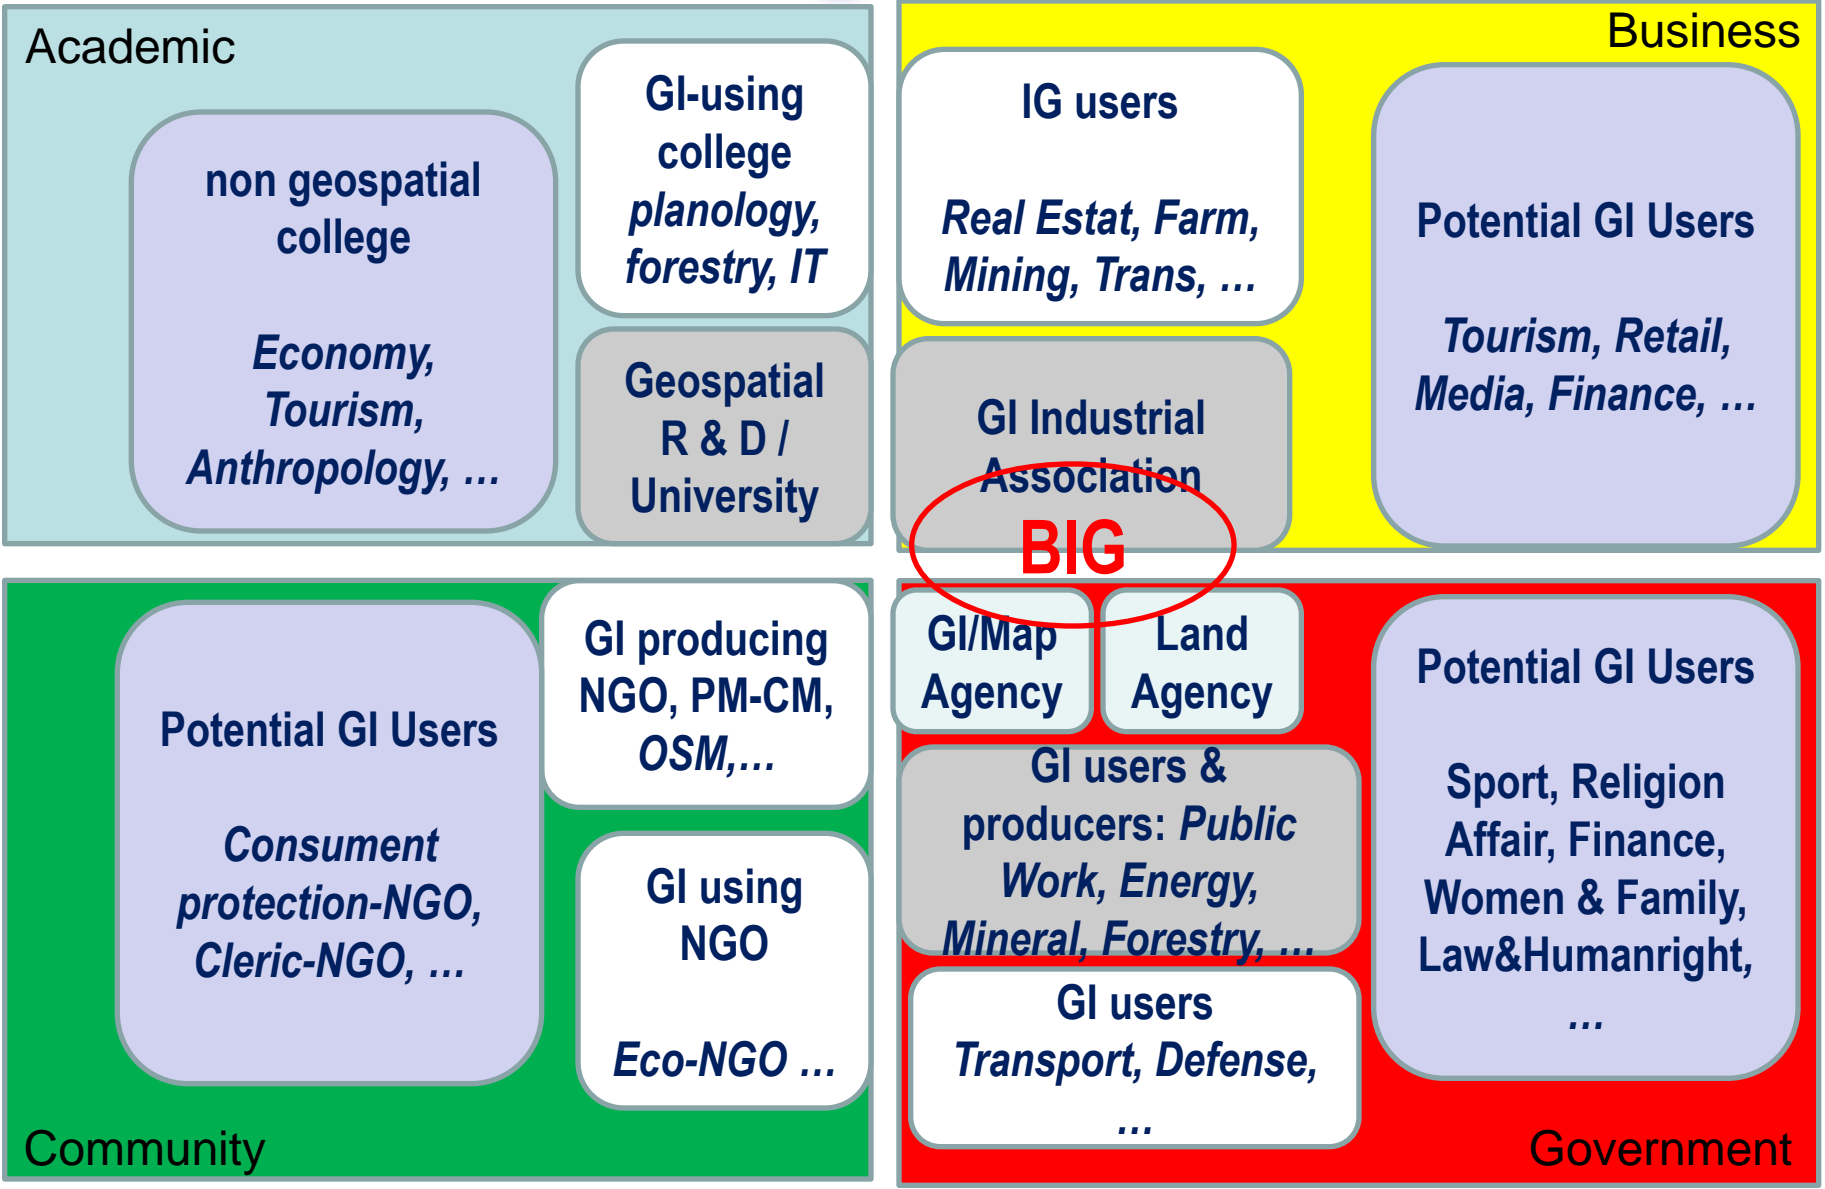 Academic
non geospatial
college
Economy,
Tourism,
Anthropology, …
GI-using
college
planology,
forestry, IT
Geospatial
R & D /
University
Business
IG users
Real Estat, Farm,
Mining, Trans, …
GI Industrial
Association
Potential GI Users
Tourism, Retail,
Media, Finance, …
BIG
Potential GI Users
Consument
protection-NGO,
Cleric-NGO, …
GI producing
NGO, PM-CM,
OSM,…
GI using
NGO
Eco-NGO …
Community
GI/Map
Agency
Land
Agency
GI users &
producers: Public
Work, Energy,
Mineral, Forestry, …
GI users
Transport, Defense,
…
Potential GI Users
Sport, Religion
Affair, Finance,
Women & Family,
Law&Humanright,
…
Government